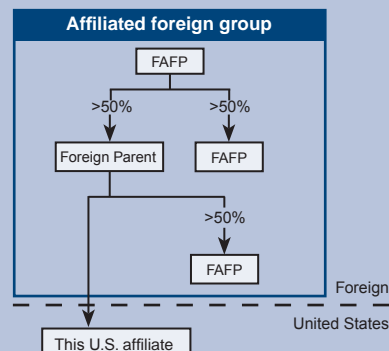 Affiliated foreign group
FAFP
>50%
>50%
Foreign Parent
FAFP
>50%
FAFP
Foreign
United States
This U.S. affiliate